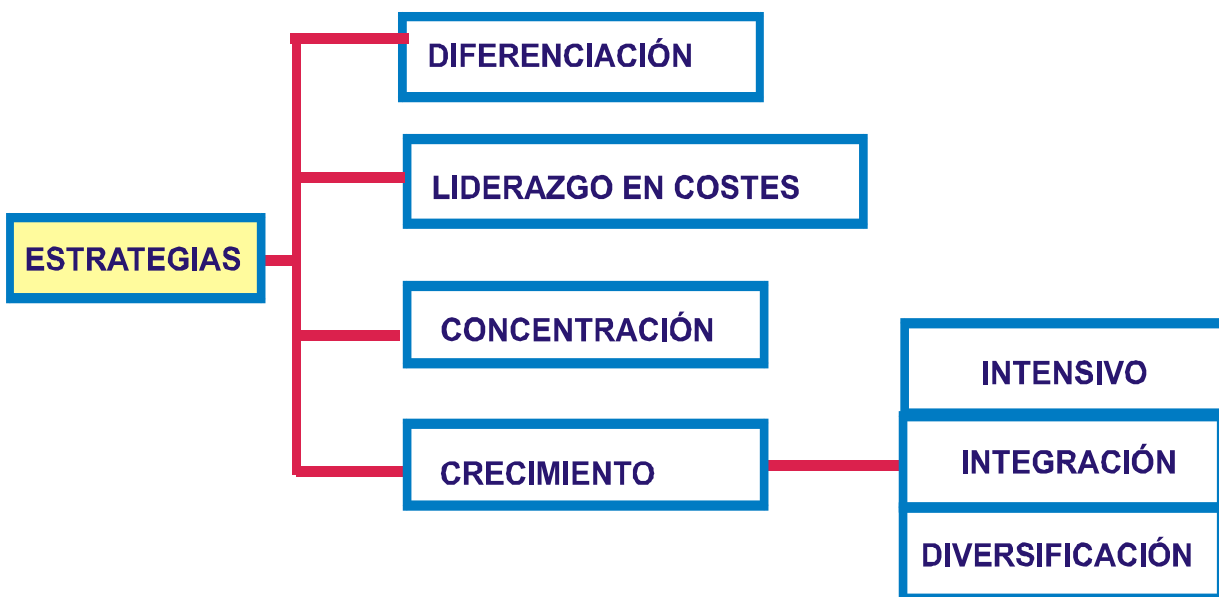 ESTRATEGIAS
DIFERENCIACIÓN
LIDERAZGO EN COSTES
CONCENTRACIÓN
CRECIMIENTO
INTENSIVO
INTEGRACIÓN
DIVERSIFICACIÓN